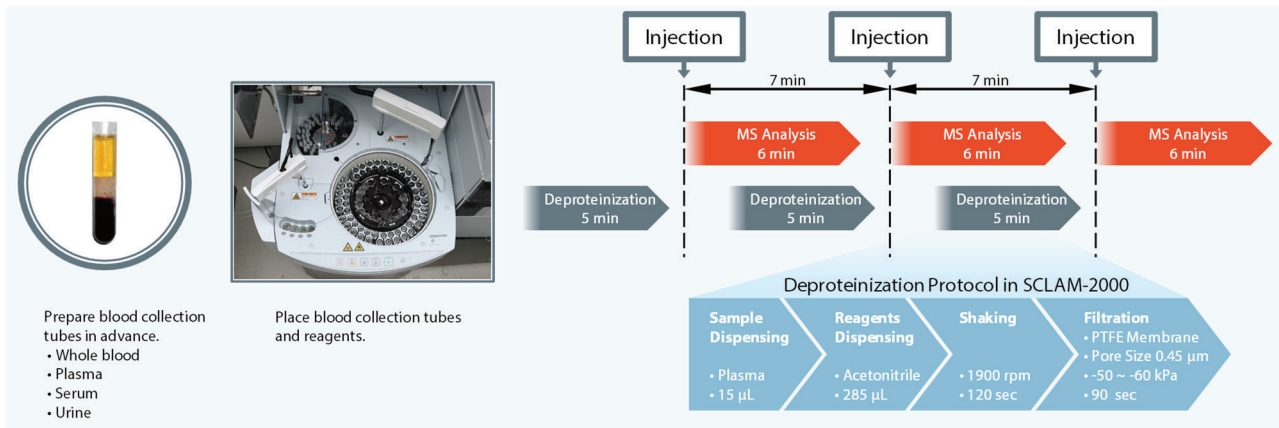 Injection
Injection
Injection
7 min
7 min
MS Analysis
6 min
MS Analysis
6 min
MS Analysis
6 min
Deproteinization
5 min
Deproteinization
5 min
Deproteinization
5 min
Prepare blood collection
tubes in advance.
• Whole blood
• Plasma
• Serum
• Urine
Place blood collection tubes
and reagents.
Deproteinization Protocol in SCLAM-2000
Sample
Dispensing
• Plasma
• 15 µL
Reagents
Dispensing
• Acetonitrile
• 285 µL
Shaking
• 1900 rpm
• 120 sec
Filtration
• PTFE Membrane
• Pore Size 0.45 µm
• -50 ~ -60 kPa
• 90 sec